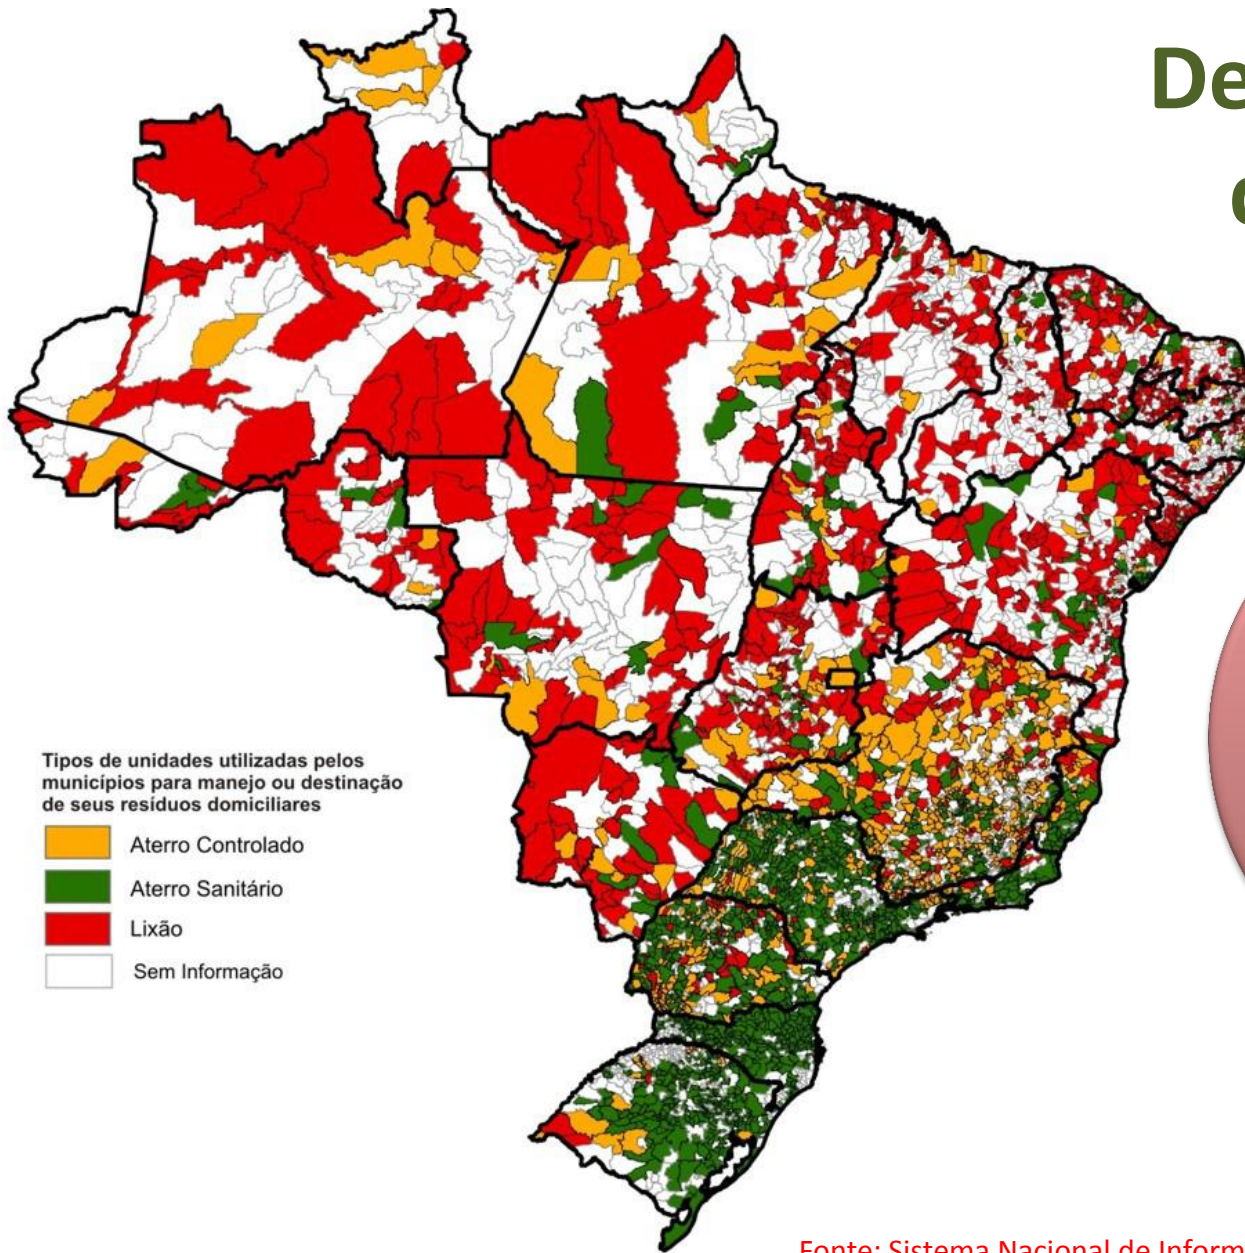 De
Tipos de unidades utilizadas pelos
municípios para manejo ou destinação
de seus resíduos domiciliares
Aterro Controlado
Aterro Sanitário
Lixão
Sem Informação
Fonte: Sistema Nacional de Inform